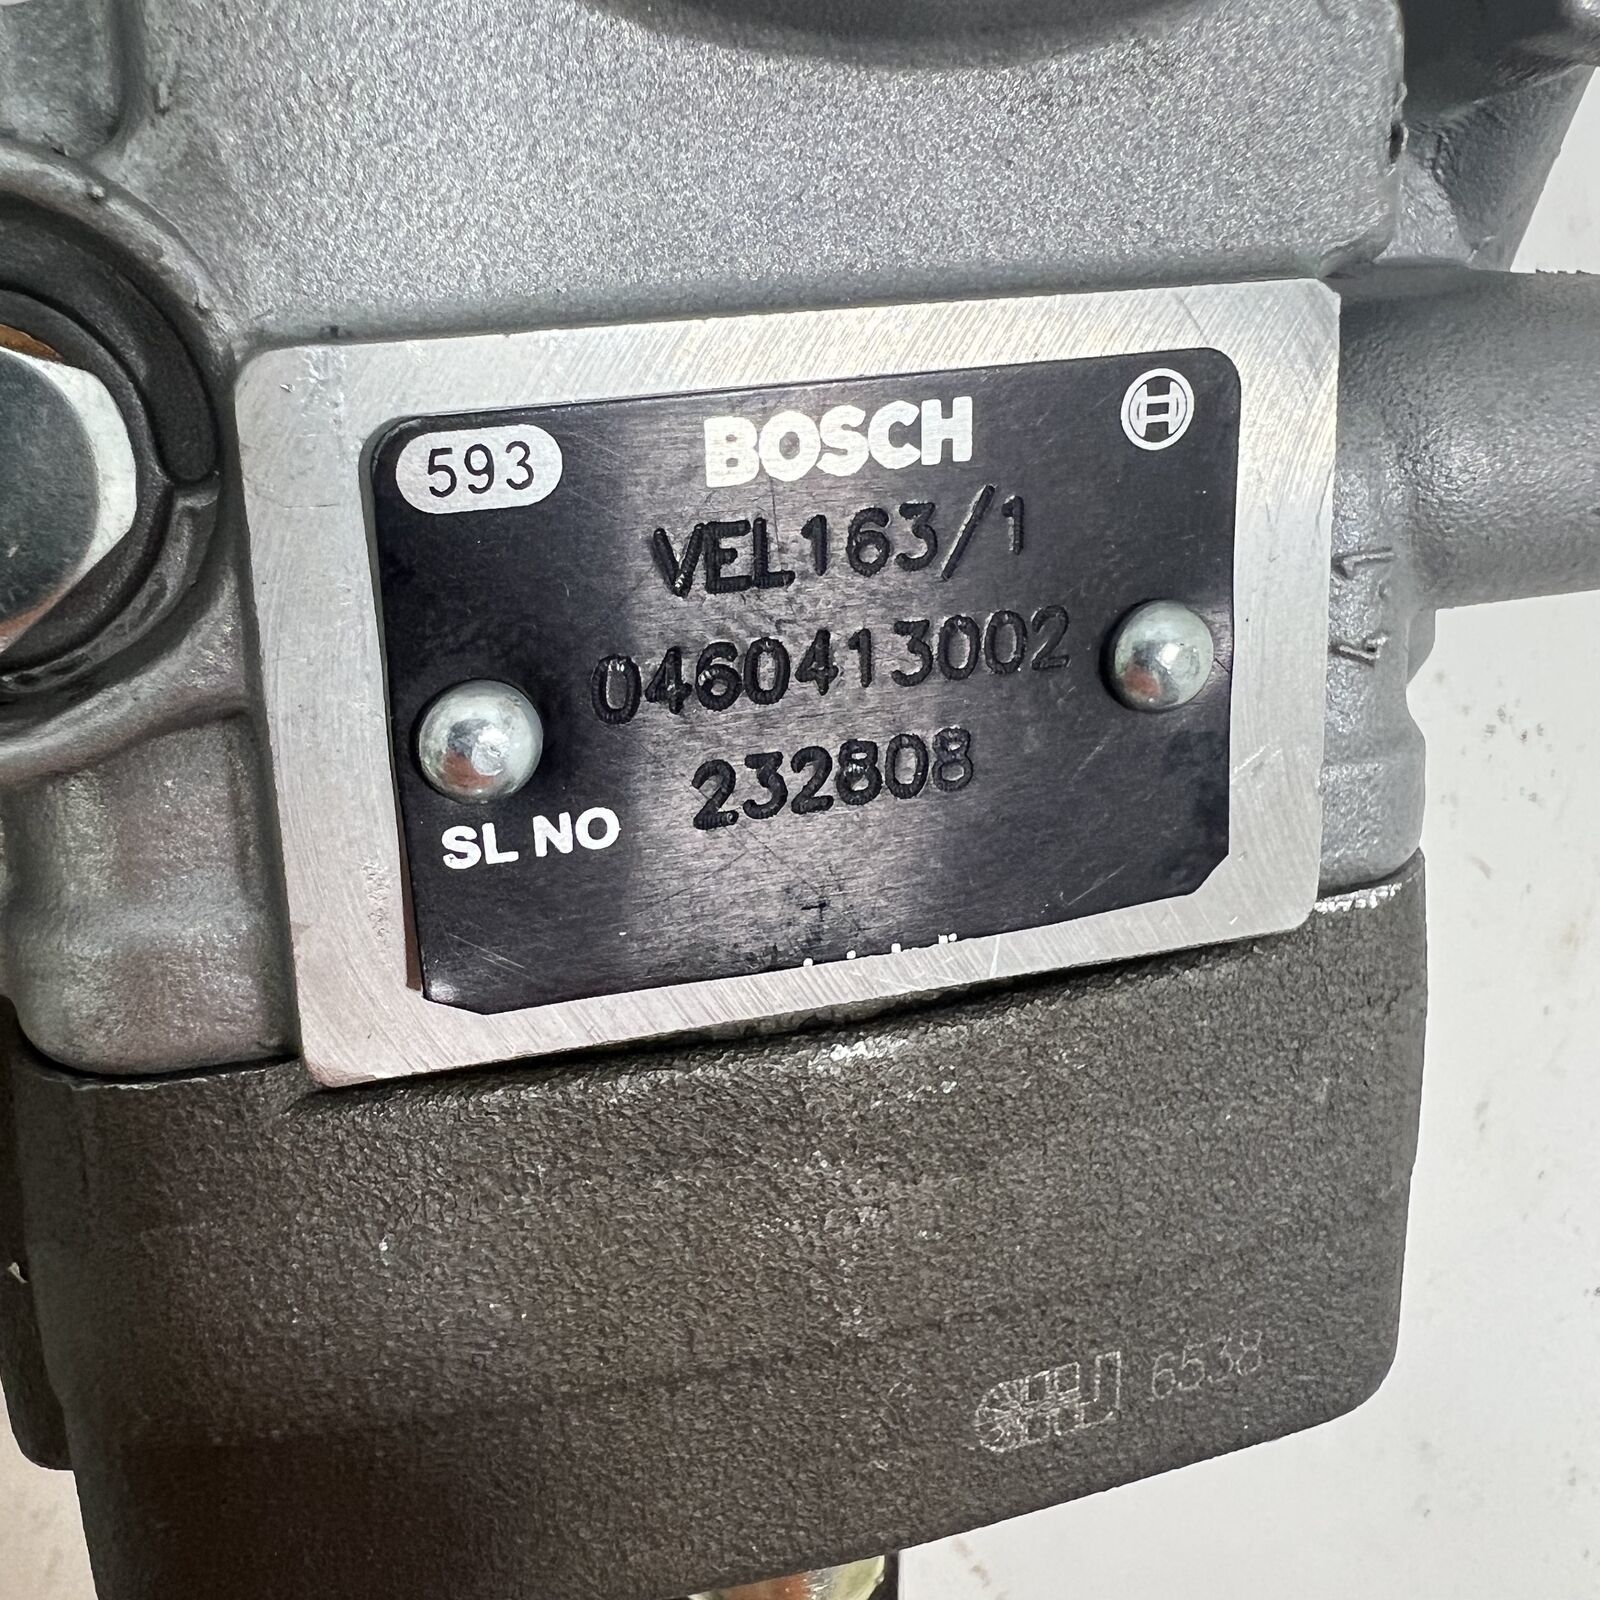 593
BOSCH
VEL163/1
0460413002
232808
SL NO
6538